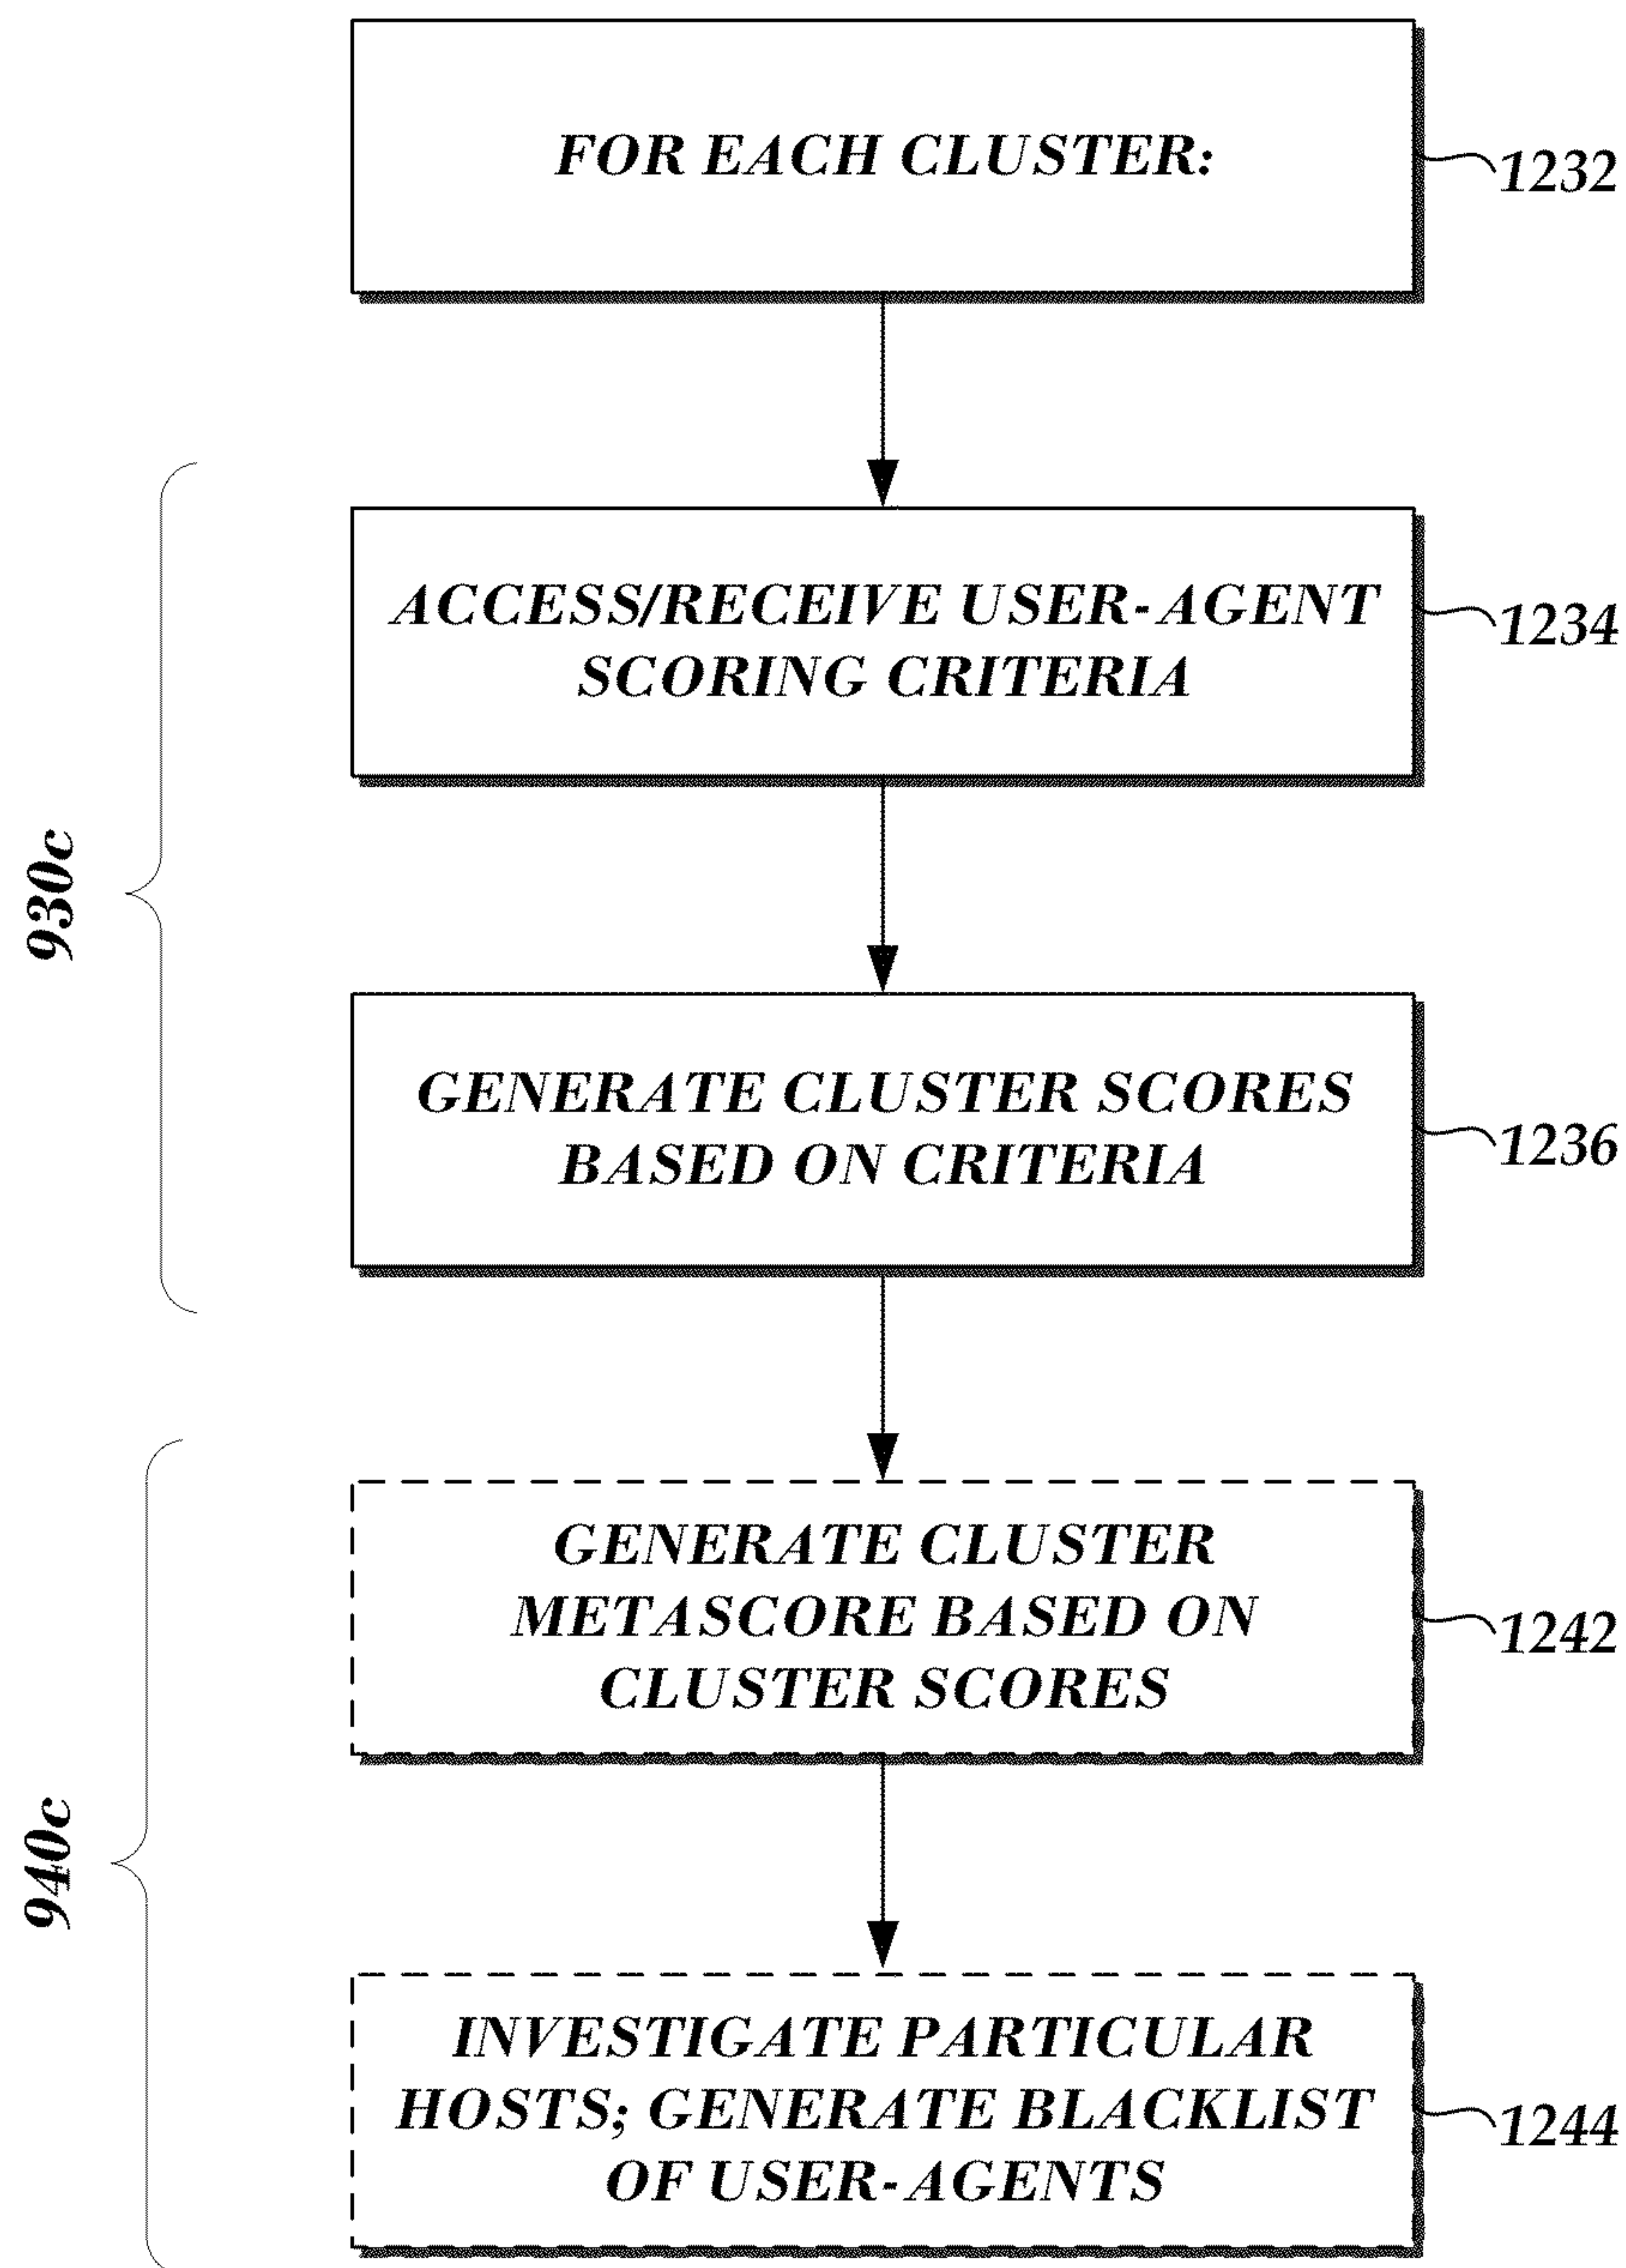 FOR EACH CLUSTER:
1232
930c
ACCESS/RECEIVE USER-AGENT
SCORING CRITERIA
1234
GENERATE CLUSTER SCORES
BASED ON CRITERIA
1236
940c
GENERATE CLUSTER
METASCORE BASED ON
CLUSTER SCORES
1242
INVESTIGATE PARTICULAR
HOSTS; GENERATE BLACKLIST
OF USER-AGENTS
1244